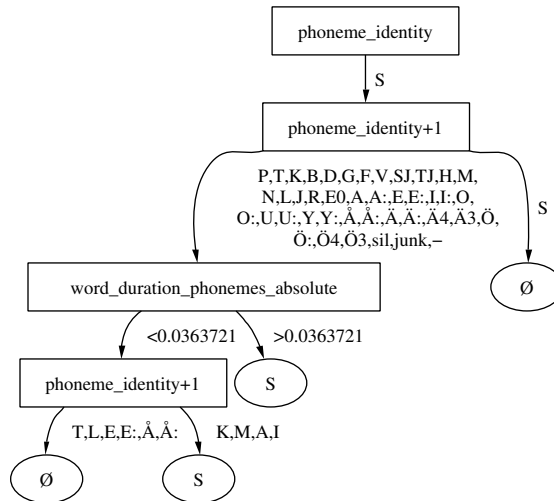 phoneme_identity
S
phoneme_identity+1
P,T,K,B,D,G,F,V,SJ,TJ,H,M,
N,L,J,R,E0,A,A:,E,E:,I,I:,O,
O:,U,U:,Y,Y:,Å,Å:,Ä,Ä:,Ä4,Ä3,Ö,
Ö:,Ö4,Ö3,sil,junk,−
S
word_duration_phonemes_absolute
Ø
<0.0363721
>0.0363721
phoneme_identity+1
S
T,L,E,E:,Å,Å:
K,M,A,I
Ø
S